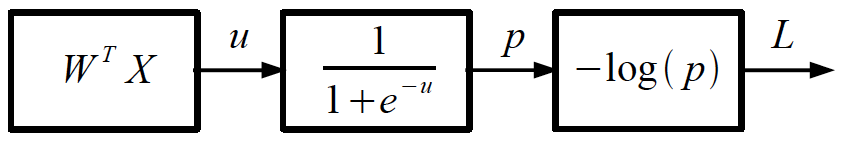 W^T X
u
1
1+e^{-u}
p
−log( p)
L